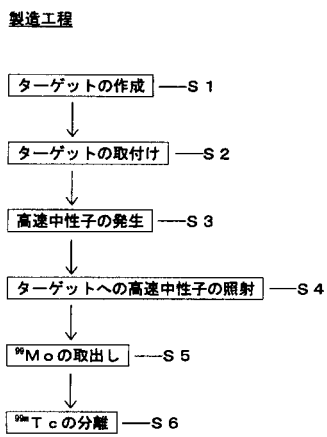 製造工程
ターゲットの作成 S1
ターゲットの取付け S2
高速中性子の発生 S3
ターゲットへの高速中性子の照射 S4
⁹⁹Moの取出し S5
⁹⁹ᵐTcの分離 S6